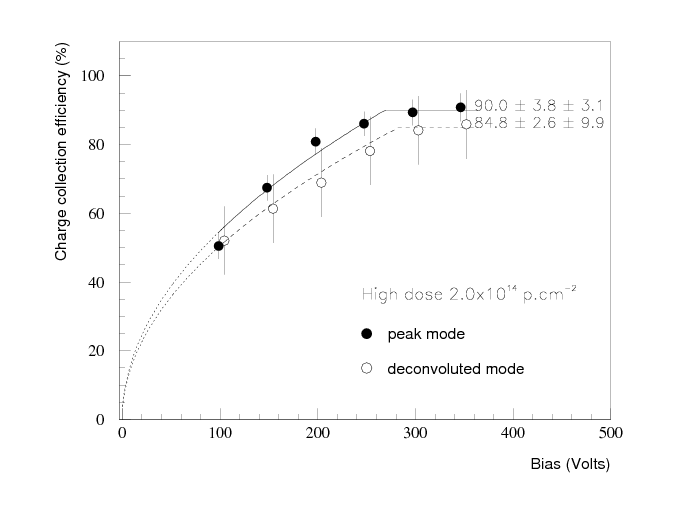 Charge collection efficiency (%)
100
80
60
40
20
0
90.0 ± 3.8 ± 3.1
84.8 ± 2.6 ± 9.9
High dose 2.0x10¹⁴ p.cm⁻²
peak mode
deconvoluted mode
0 100 200 300 400 500
Bias (Volts)